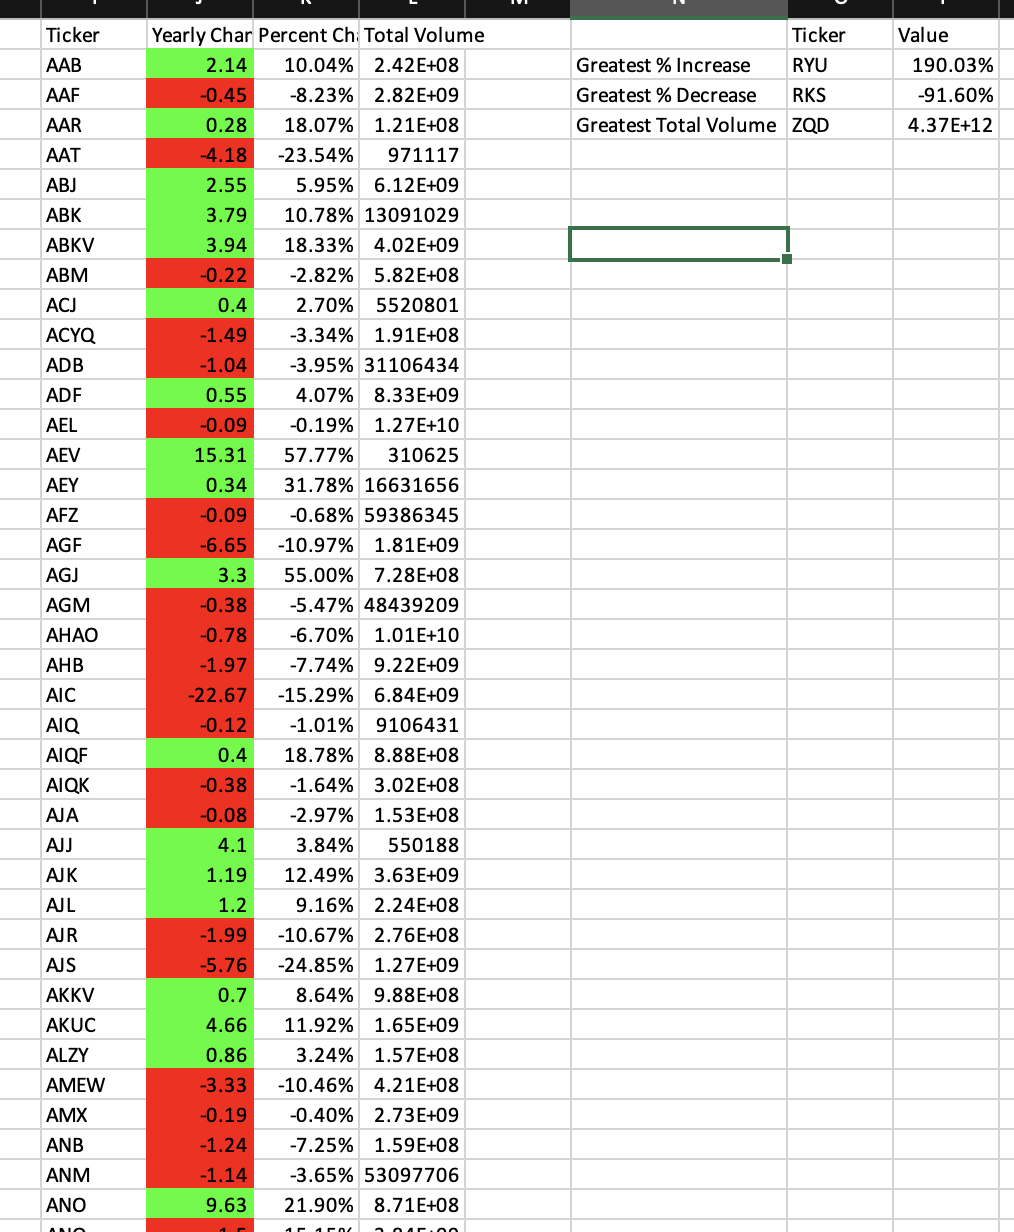 Ticker Yearly Char Percent Ch Total Volume Ticker Value
AAB 2.14 10.04% 2.42E+08 Greatest % Increase RYU 190.03%
AAF -0.45 -8.23% 2.82E+09 Greatest % Decrease RKS -91.60%
AAR 0.28 18.07% 1.21E+08 Greatest Total Volume ZQD 4.37E+12
AAT -4.18 -23.54% 971117
ABJ 2.55 5.95% 6.12E+09
ABK 3.79 10.78% 13091029
ABKV 3.94 18.33% 4.02E+09
ABM -0.22 -2.82% 5.82E+08
ACJ 0.4 2.70% 5520801
ACYQ -1.49 -3.34% 1.91E+08
ADB -1.04 -3.95% 31106434
ADF 0.55 4.07% 8.33E+09
AEL -0.09 -0.19% 1.27E+10
AEV 15.31 57.77% 310625
AEY 0.34 31.78% 16631656
AFZ -0.09 -0.68% 59386345
AGF -6.65 -10.97% 1.81E+09
AGJ 3.3 55.00% 7.28E+08
AGM -0.38 -5.47% 48439209
AHAO -0.78 -6.70% 1.01E+10
AHB -1.97 -7.74% 9.22E+09
AIC -22.67 -15.29% 6.84E+09
AIQ -0.12 -1.01% 9106431
AIQF 0.4 18.78% 8.88E+08
AIQK -0.38 -1.64% 3.02E+08
AJA -0.08 -2.97% 1.53E+08
AJJ 4.1 3.84% 550188
AJK 1.19 12.49% 3.63E+09
AJL 1.2 9.16% 2.24E+08
AJR -1.99 -10.67% 2.76E+08
AJS -5.76 -24.85% 1.27E+09
AKKV 0.7 8.64% 9.88E+08
AKUC 4.66 11.92% 1.65E+09
ALZY 0.86 3.24% 1.57E+08
AMEW -3.33 -10.46% 4.21E+08
AMX -0.19 -0.40% 2.73E+09
ANB -1.24 -7.25% 1.59E+08
ANM -1.14 -3.65% 53097706
ANO 9.63 21.90% 8.71E+08